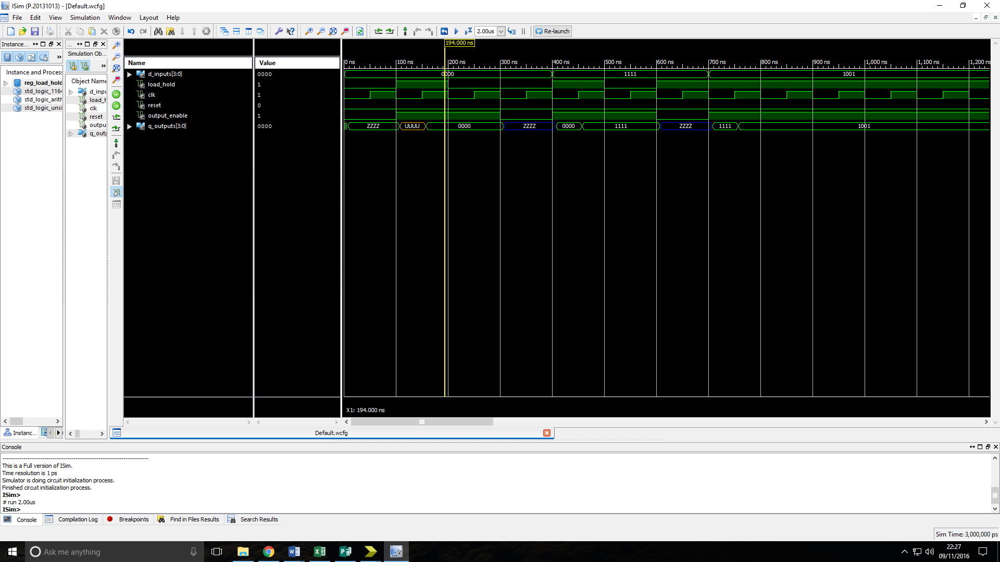 ISim (P.20131013) - [Default.wcfg]
File Edit View Simulation Window Layout Help
2.00us Re-launch
Instance... ...
Simulation Ob...
Instance and Process
Object Name
reg_load_hold
std_logic_1164
std_logic_arith
std_logic_unsi
d_inpu
load_h
clk
reset
outpu
q_outp
194.000 ns
Name Value
0 ns 100 ns 200 ns 300 ns 400 ns 500 ns 600 ns 700 ns 800 ns 900 ns 1,000 ns 1,100 ns 1,200 ns
d_inputs[3:0] 0000 0000 1111 1001
load_hold 1
clk 1
reset 0
output_enable 1
q_outputs[3:0] 0000 ZZZZ UUUU 0000 ZZZZ 0000 1111 ZZZZ 1111 1001
X1: 194.000 ns
Instanc...
Default.wcfg
Console
This is a Full version of ISim.
Time resolution is 1 ps
Simulator is doing circuit initialization process.
Finished circuit initialization process.
ISim>
# run 2.00us
ISim>
Console Compilation Log Breakpoints Find in Files Results Search Results
Sim Time: 3,000,000 ps
Ask me anything
22:27
09/11/2016